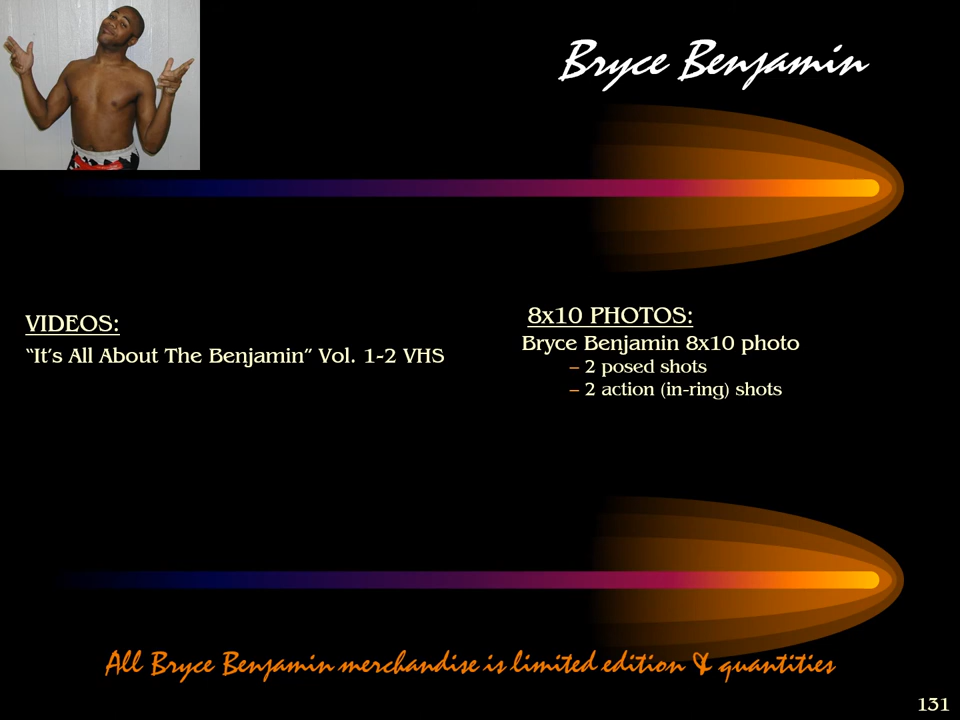 Bryce Benjamin
VIDEOS:
“It’s All About The Benjamin” Vol. 1-2 VHS
8x10 PHOTOS:
Bryce Benjamin 8x10 photo
– 2 posed shots
– 2 action (in-ring) shots
All Bryce Benjamin merchandise is limited edition & quantities
131